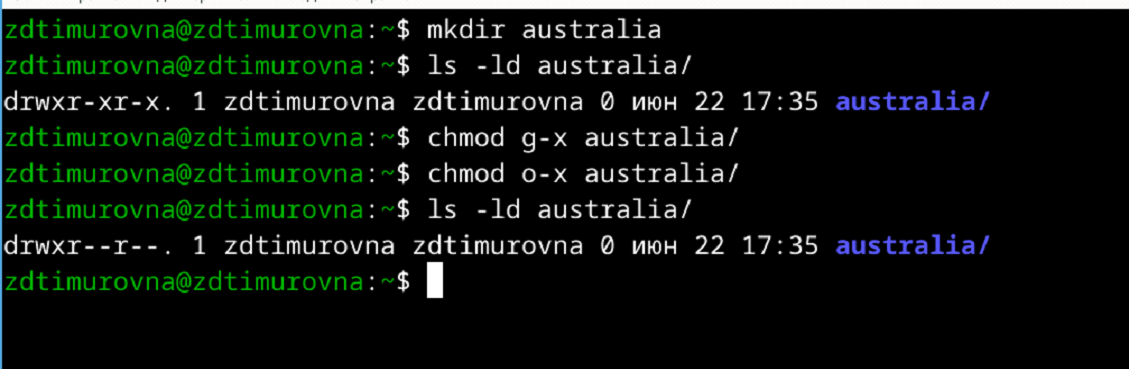 zdtimurovna@zdtimurovna:~$ mkdir australia
zdtimurovna@zdtimurovna:~$ ls -ld australia/
drwxr-xr-x. 1 zdtimurovna zdtimurovna 0 июн 22 17:35 australia/
zdtimurovna@zdtimurovna:~$ chmod g-x australia/
zdtimurovna@zdtimurovna:~$ chmod o-x australia/
zdtimurovna@zdtimurovna:~$ ls -ld australia/
drwxr--r--. 1 zdtimurovna zdtimurovna 0 июн 22 17:35 australia/
zdtimurovna@zdtimurovna:~$